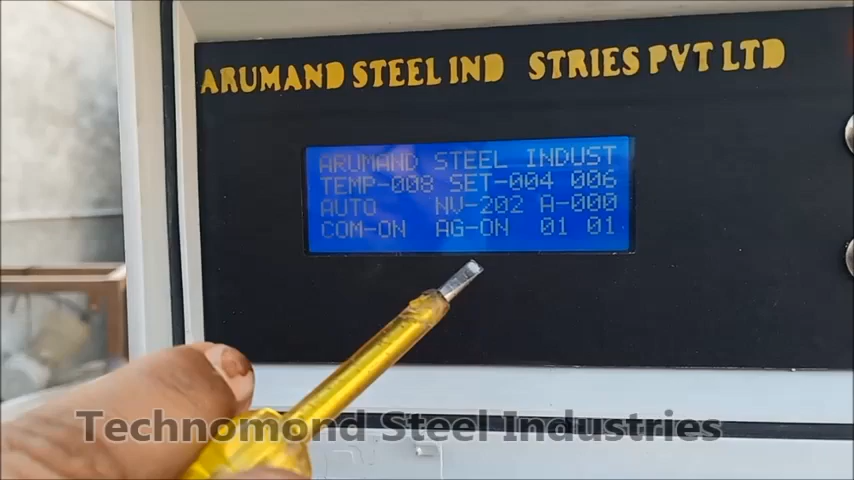 ARUMAND STEEL IND STRIES PVT LTD
ARUMAND STEEL INDUST
TEMP-008 SET-004 006
AUTO NV-202 A-000
COM-ON AG-ON 01 01
Technomond Steel Industries